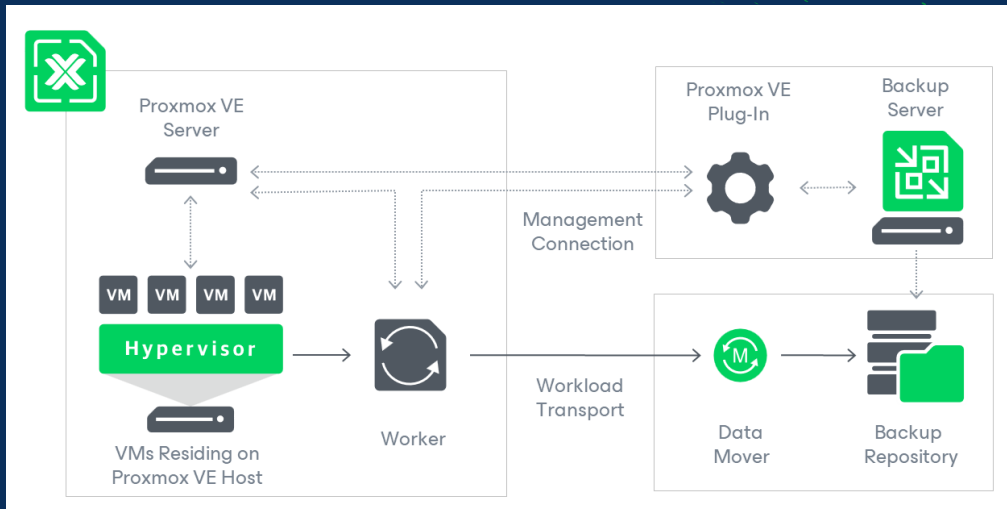 Proxmox VE
Server
Proxmox VE
Plug-In
Backup
Server
Management
Connection
VM VM VM VM
Hypervisor
VMs Residing on
Proxmox VE Host
Worker
Workload
Transport
M
Data
Mover
Backup
Repository